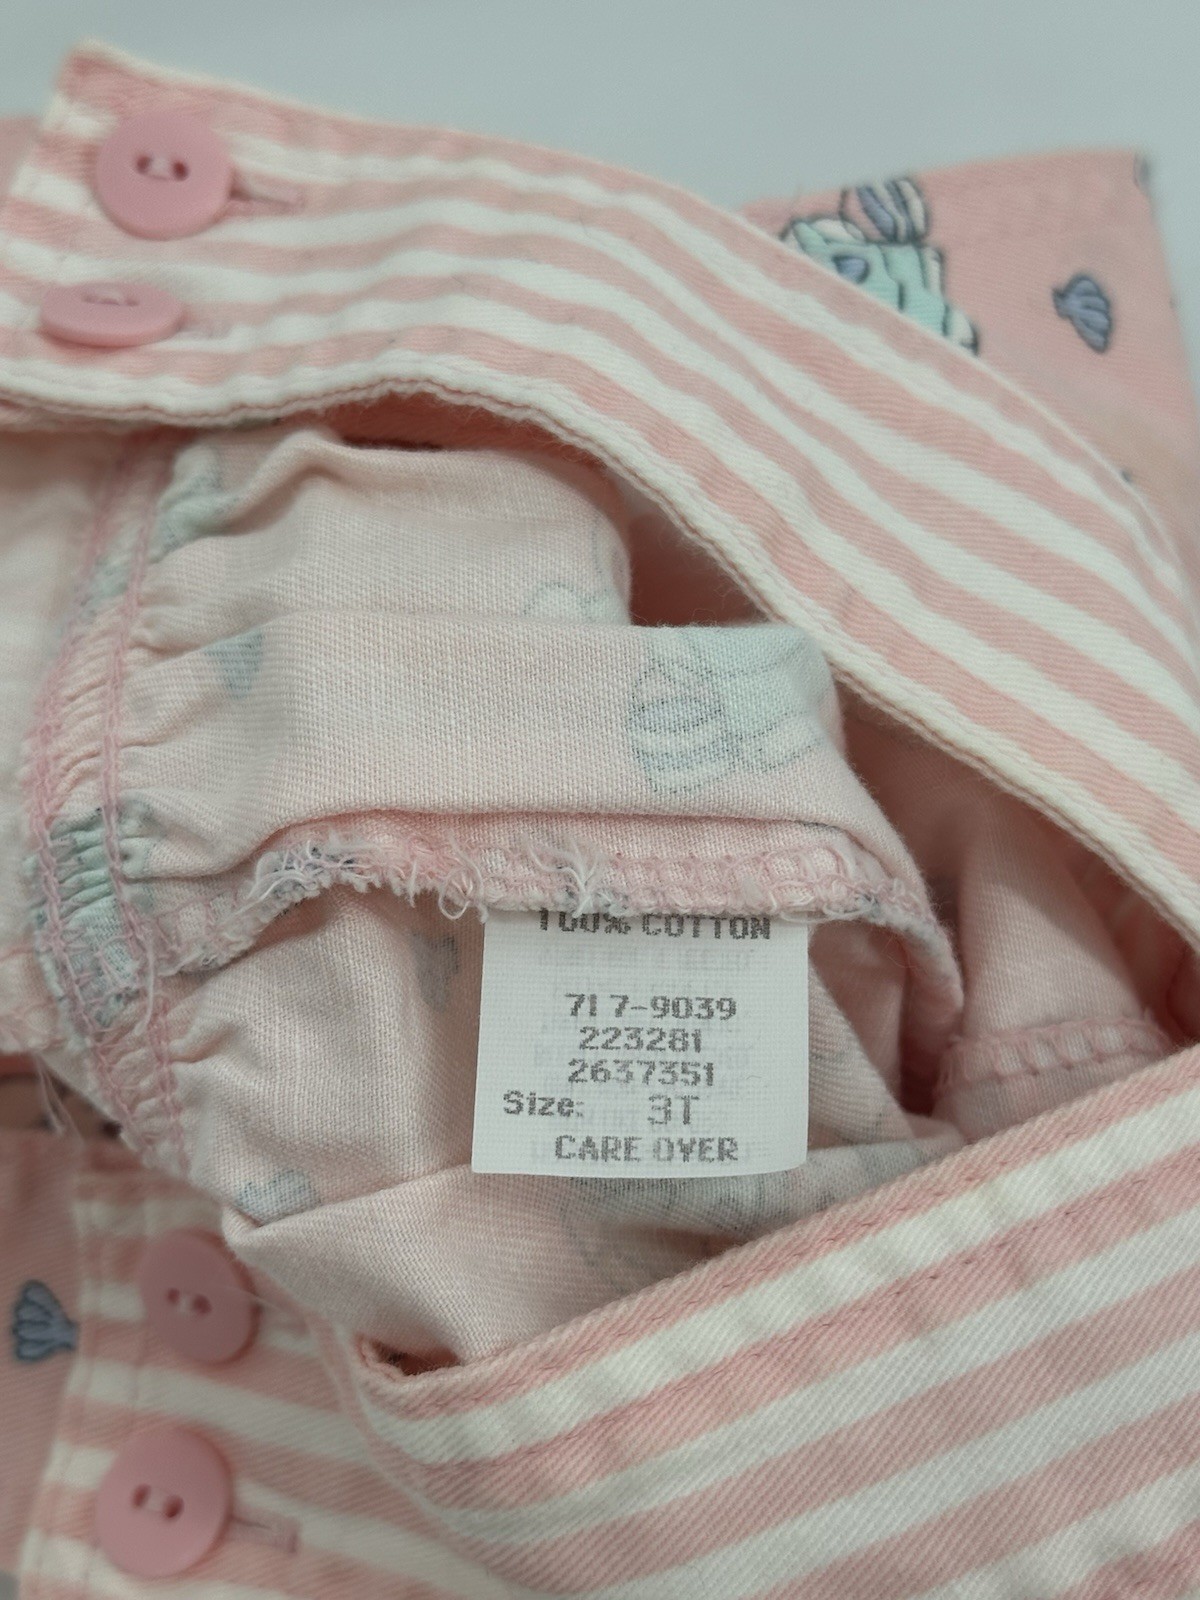 100% COTTON
717-9039
223281
2637351
Size: 3T
CARE OVER